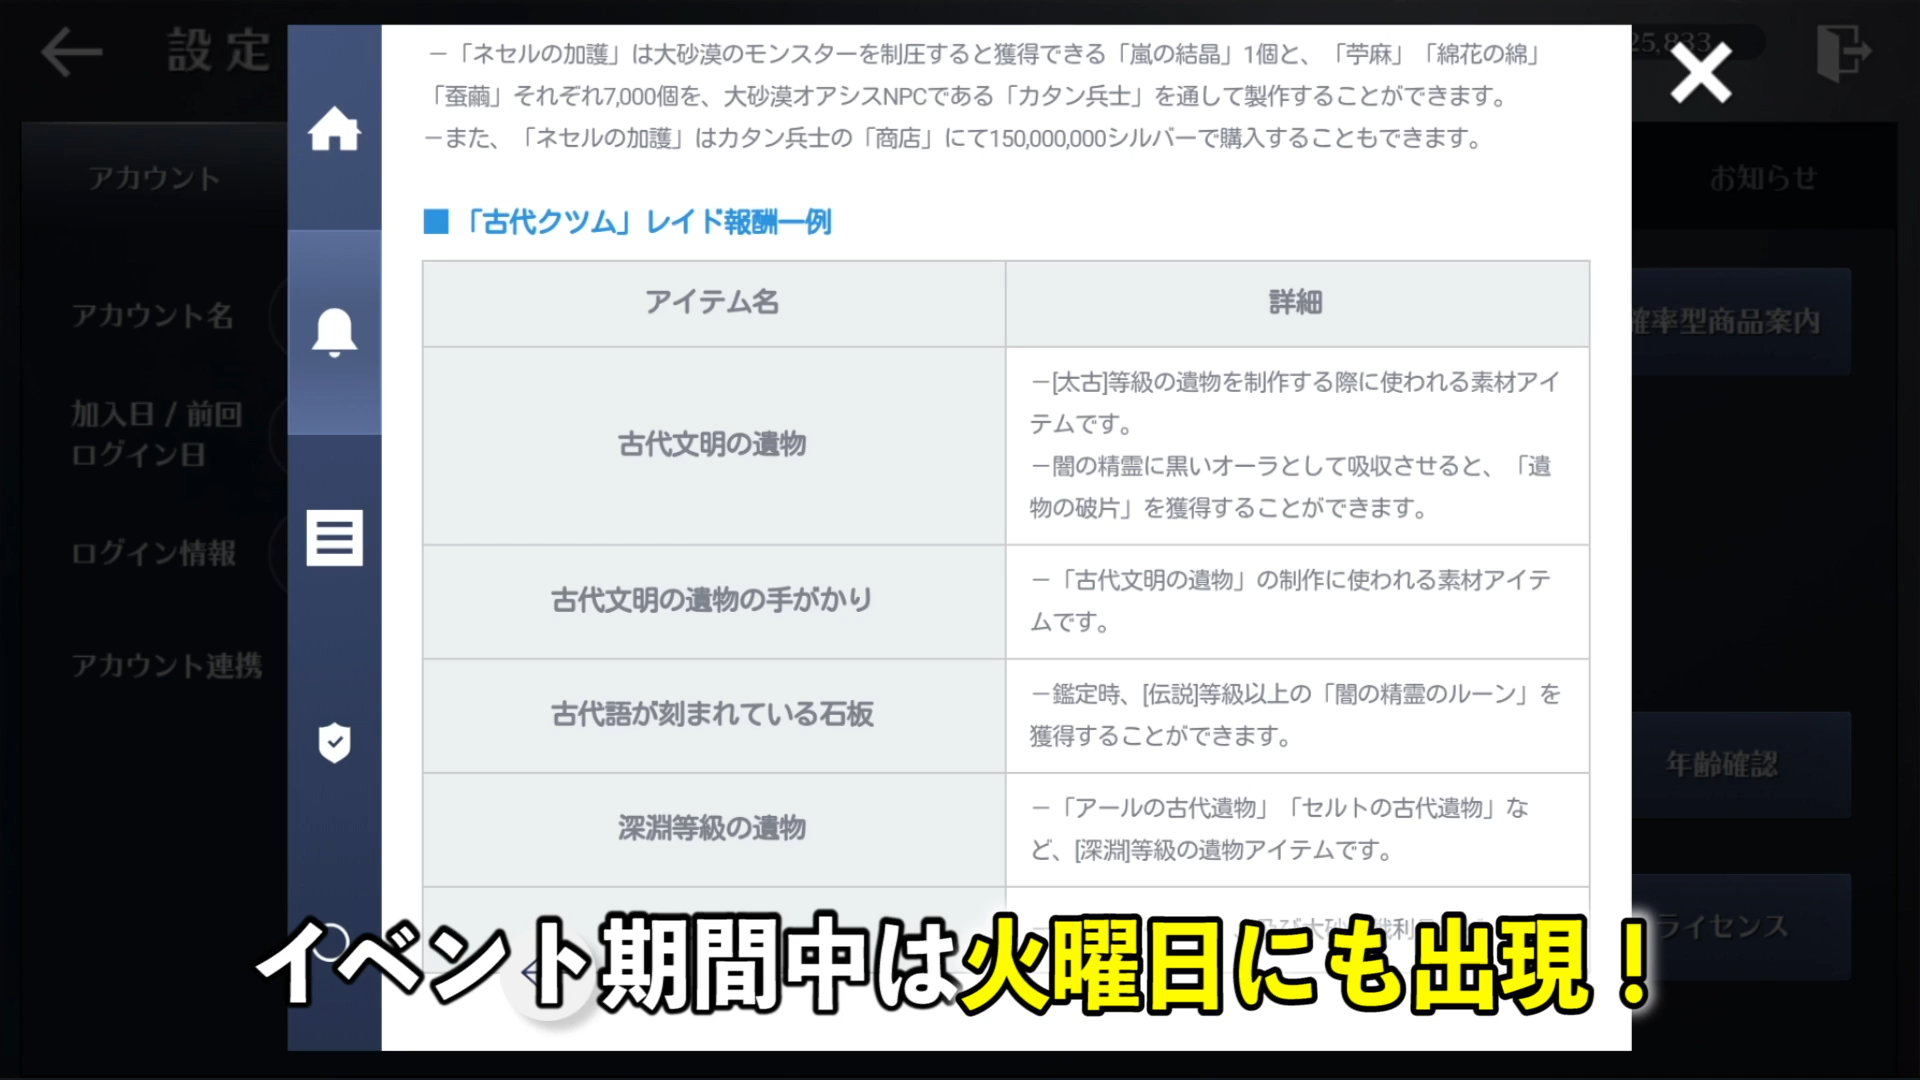 設定
25,833
－「ネセルの加護」は大砂漠のモンスターを制圧すると獲得できる「嵐の結晶」1個と、「苧麻」「綿花の綿」
「蚕繭」それぞれ7,000個を、大砂漠オアシスNPCである「カタン兵士」を通して製作することができます。
－また、「ネセルの加護」はカタン兵士の「商店」にて150,000,000シルバーで購入することもできます。
アカウント
お知らせ
■「古代クツム」レイド報酬一例
アイテム名
詳細
アカウント名
確率型商品案内
古代文明の遺物
－[太古]等級の遺物を制作する際に使われる素材アイ
テムです。
－闇の精霊に黒いオーラとして吸収させると、「遺
物の破片」を獲得することができます。
加入日 / 前回
ログイン日
ログイン情報
古代文明の遺物の手がかり
－「古代文明の遺物」の制作に使われる素材アイテ
ムです。
アカウント連携
古代語が刻まれている石板
－鑑定時、[伝説]等級以上の「闇の精霊のルーン」を
獲得することができます。
年齢確認
深淵等級の遺物
－「アールの古代遺物」「セルトの古代遺物」な
ど、[深淵]等級の遺物アイテムです。
ライセンス
イベント期間中は火曜日にも出現！